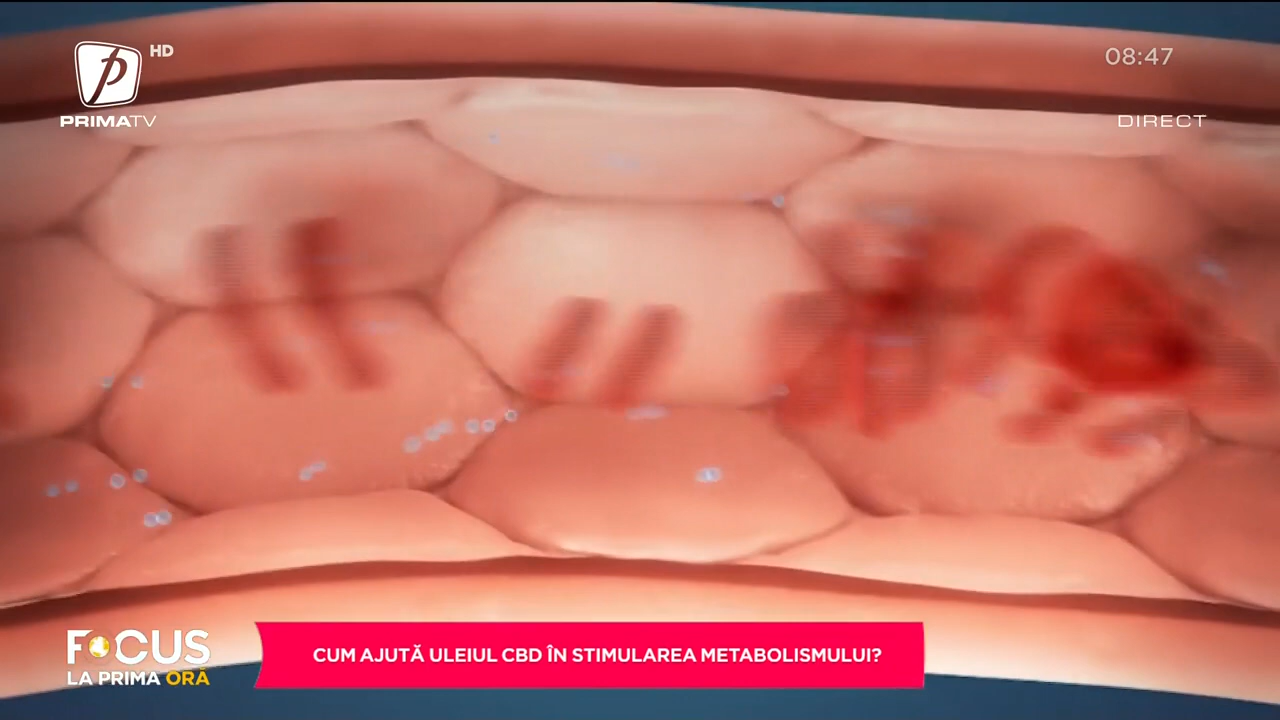 HD
PRIMATV
08:47
DIRECT
FOCUS
LA PRIMA ORĂ
CUM AJUTĂ ULEIUL CBD ÎN STIMULAREA METABOLISMULUI?